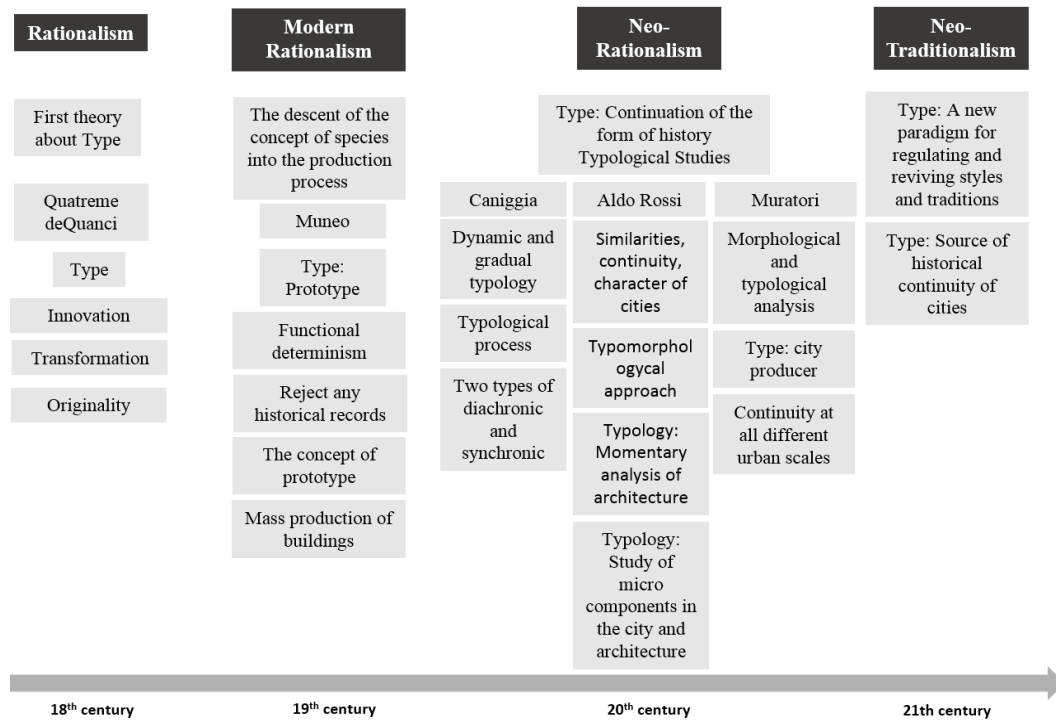 Rationalism
First theory
about Type
Quatreme
deQuanci
Type
Innovation
Transformation
Originality
Modern
Rationalism
The descent of the
concept of species
into the production
process
Muneo
Type:
Prototype
Functional
determinism
Reject any
historical records
The concept of
prototype
Mass production of
buildings
Neo-
Rationalism
Type: Continuation of the
form of history
Typological Studies
Caniggia
Dynamic and
gradual
typology
Typological
process
Two types of
diachronic
and
synchronic
Aldo Rossi
Similarities,
continuity,
character of
cities
Typomorphol
ogycal
approach
Typology:
Momentary
analysis of
architecture
Typology:
Study of
micro
components in
the city and
architecture
Muratori
Morphological
and
typological
analysis
Type: city
producer
Continuity at
all different
urban scales
Neo-
Traditionalism
Type: A new
paradigm for
regulating and
reviving styles
and traditions
Type: Source of
historical
continuity of
cities
18th century
19th century
20th century
21th century